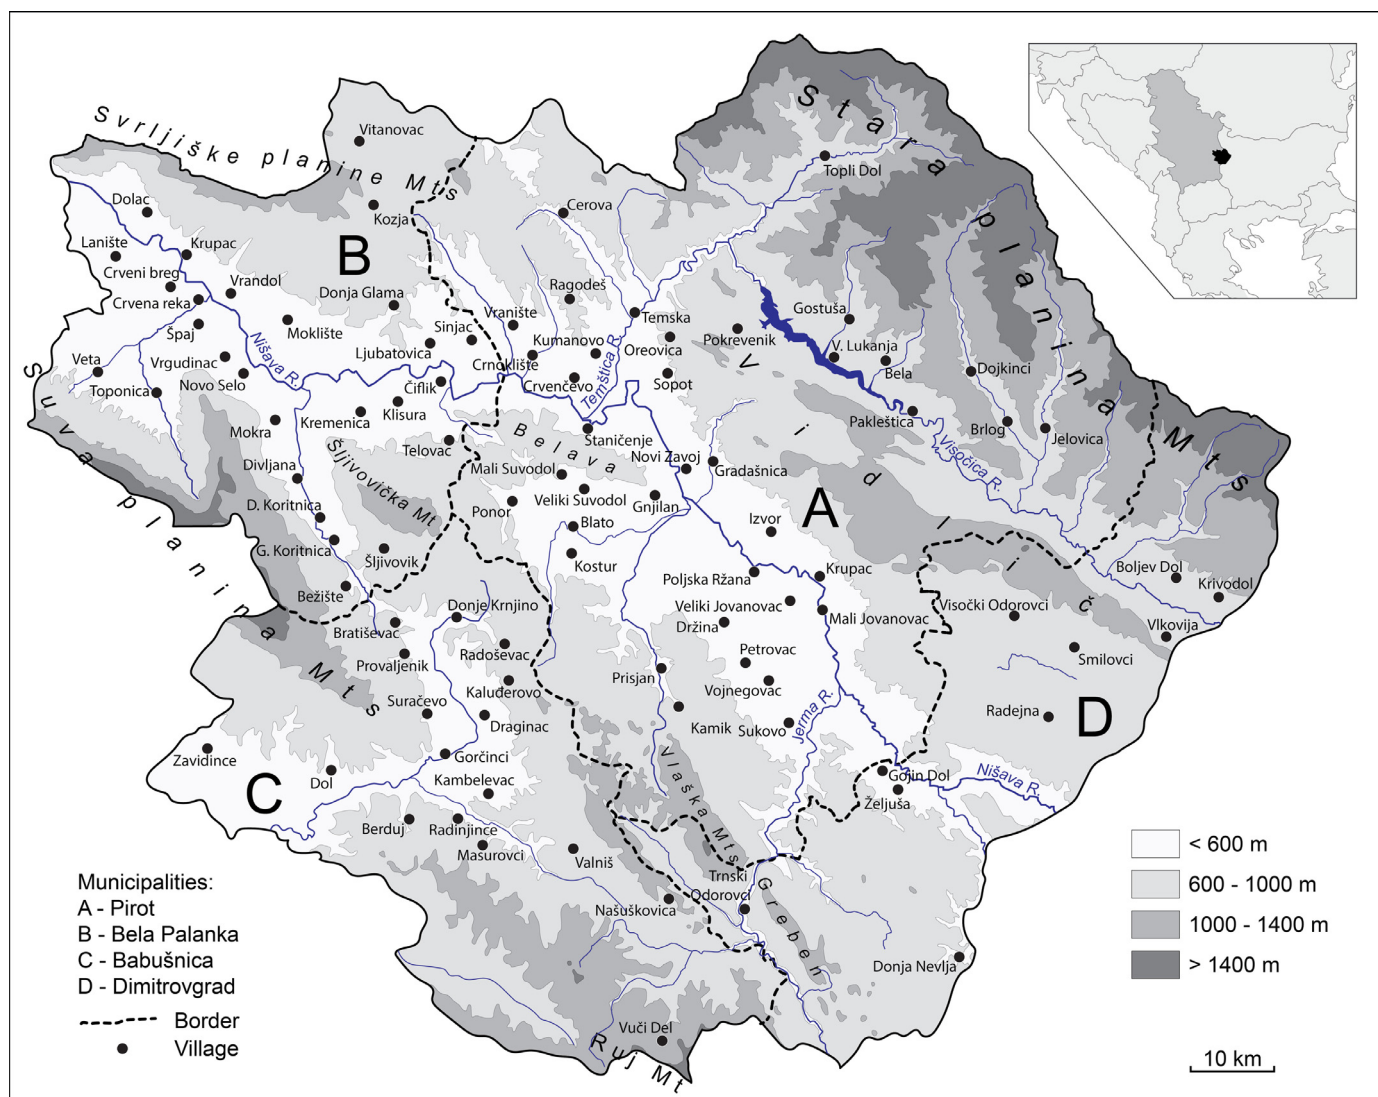 Svrljiške planine Mts
Vitanovac
Stara planina Mts
Topli Dol
Dolac
Kozja
Cerova
Lanište
Krupac
B
Crveni breg
Vrandol
Donja Glama
Ragodeš
Crvena reka
Vranište
Temska
Gostuša
Špaj
Moklište
Sinjac
Kumanovo
Oreovica
Pokrevenik
Nišava R.
Ljubatovica
Crnoklište
Temštica R.
V. Lukanja
Veta
Vrgudinac
Novo Selo
Čiflik
Crvenčevo
Sopot
Bela
Dojkinci
Toponica
Klisura
Vidlič
Suva planina Mts
Mokra
Kremenica
Telovac
Staničenje
Pakleštica
Brlog
Jelovica
Belava
Divljana
Šljivovička Mt
Mali Suvodol
Novi Zavoj
Gradašnica
Visočica R.
Veliki Suvodol
D. Koritnica
Ponor
Gnjilan
A
Blato
Izvor
G. Koritnica
Šljivovik
Kostur
Poljska Ržana
Krupac
Boljev Dol
Krivodol
Bežište
Donje Krnjino
Veliki Jovanovac
Mali Jovanovac
Visočki Odorovci
Bratiševac
Držina
Vlkovija
Provaljenik
Radoševac
Petrovac
Smilovci
Prisjan
Kaluđerovo
Vojnegovac
Suračevo
Draginac
Kamik
Sukovo
Jerma R.
Radejna
D
Zavidince
Gorčinci
Vlaška Mts
Gojin Dol
Nišava R.
C
Dol
Kambelevac
Željuša
Berduj
Radinjince
Masurovci
Valniš
Trnski
Odorovci
Greben
Našuškovica
Donja Nevlja
Vuči Del
Ruj Mt
Municipalities:
A - Pirot
B - Bela Palanka
C - Babušnica
D - Dimitrovgrad
Border
Village
< 600 m
600 - 1000 m
1000 - 1400 m
> 1400 m
10 km